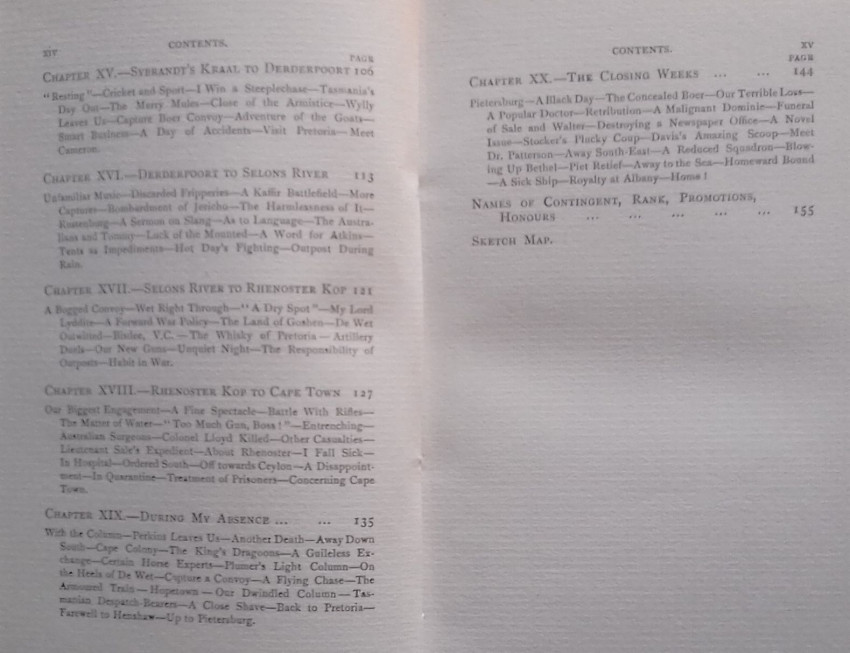 xiv
CONTENTS.
PAGE
CHAPTER XV.—SYBRANDT'S KRAAL TO DERDERPOORT 106
"Resting"—Cricket and Sport—I Win a Steeplechase—Tasmania's
Day Out—The Merry Mules—Close of the Armistice—Wylly
Leaves Us—Capture Boer Convoy—Adventure of the Goats—
Smart Business—A Day of Accidents—Visit Pretoria—Meet
Cameron.
CHAPTER XVI.—DERDERPOORT TO SELONS RIVER 113
Unfamiliar Music—Discarded Fripperies—A Kaffir Battlefield—More
Captures—Bombardment of Jericho—The Harmlessness of It—
A Sermon on Slang—As to Language—The Austra-
lians and Tommy—Lack of the Mounted—A Word for Atkins—
Tents as Impediments—Hot Day's Fighting—Outpost During
Rain.
CHAPTER XVII.—SELONS RIVER TO RHENOSTER KOP 121
A Bogged Convoy—Wet Right Through—"A Dry Spot"—My Lord
Lyddite—A Forward War Policy—The Land of Goshen—De Wet
Outwitted—Bisdee, V.C.—The Whisky of Pretoria—Artillery
Duels—Our New Guns—Unquiet Night—The Responsibility of
Outposts—Habit in War.
CHAPTER XVIII.—RHENOSTER KOP TO CAPE TOWN 127
Our Biggest Engagement—A Fine Spectacle—Battle With Rifles—
The Matter of Water—"Too Much Gun, Boss!"—Entrenching—
Australian Surgeons—Colonel Lloyd Killed—Other Casualties—
Lieutenant Sale's Expedient—About Rhenoster—I Fall Sick—
In Hospital—Ordered South—Off towards Ceylon—A Disappoint-
ment—In Quarantine—Treatment of Prisoners—Concerning Cape
Town.
CHAPTER XIX.—DURING MY ABSENCE ... ... 135
With the Column—Perkins Leaves Us—Another Death—Away Down
South—Cape Colony—The King's Dragoons—A Guileless Ex-
change—Certain Horse Experts—Plumer's Light Column—On
the Heels of De Wet—Capture a Convoy—A Flying Chase—The
Armoured Train—Hopetown—Our Dwindled Column—Tas-
manian Despatch-Bearers—A Close Shave—Back to Pretoria—
Farewell to Henshaw—Up to Pietersburg.
CONTENTS.
xv
PAGE
CHAPTER XX.—THE CLOSING WEEKS ... ... 144
Pietersburg—A Black Day—The Concealed Boer—Our Terrible Loss—
A Popular Doctor—Retribution—A Malignant Dominie—Funeral
of Sale and Walter—Destroying a Newspaper Office—A Novel
Issue—Stocker's Plucky Coup—Davis's Amazing Scoop—Meet
Dr. Patterson—Away South-East—A Reduced Squadron—Blow-
ing Up Bethel—Piet Retief—Away to the Sea—Homeward Bound
—A Sick Ship—Royalty at Albany—Home!
NAMES OF CONTINGENT, RANK, PROMOTIONS,
HONOURS ... ... ... ... ... 155
SKETCH MAP.